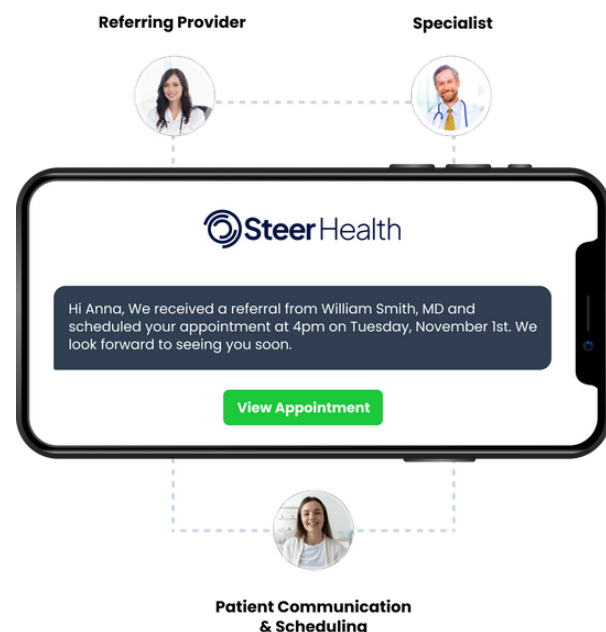 Referring Provider
Specialist
SteerHealth
Hi Anna, We received a referral from William Smith, MD and
scheduled your appointment at 4pm on Tuesday, November 1st. We
look forward to seeing you soon.
View Appointment
Patient Communication
& Scheduling